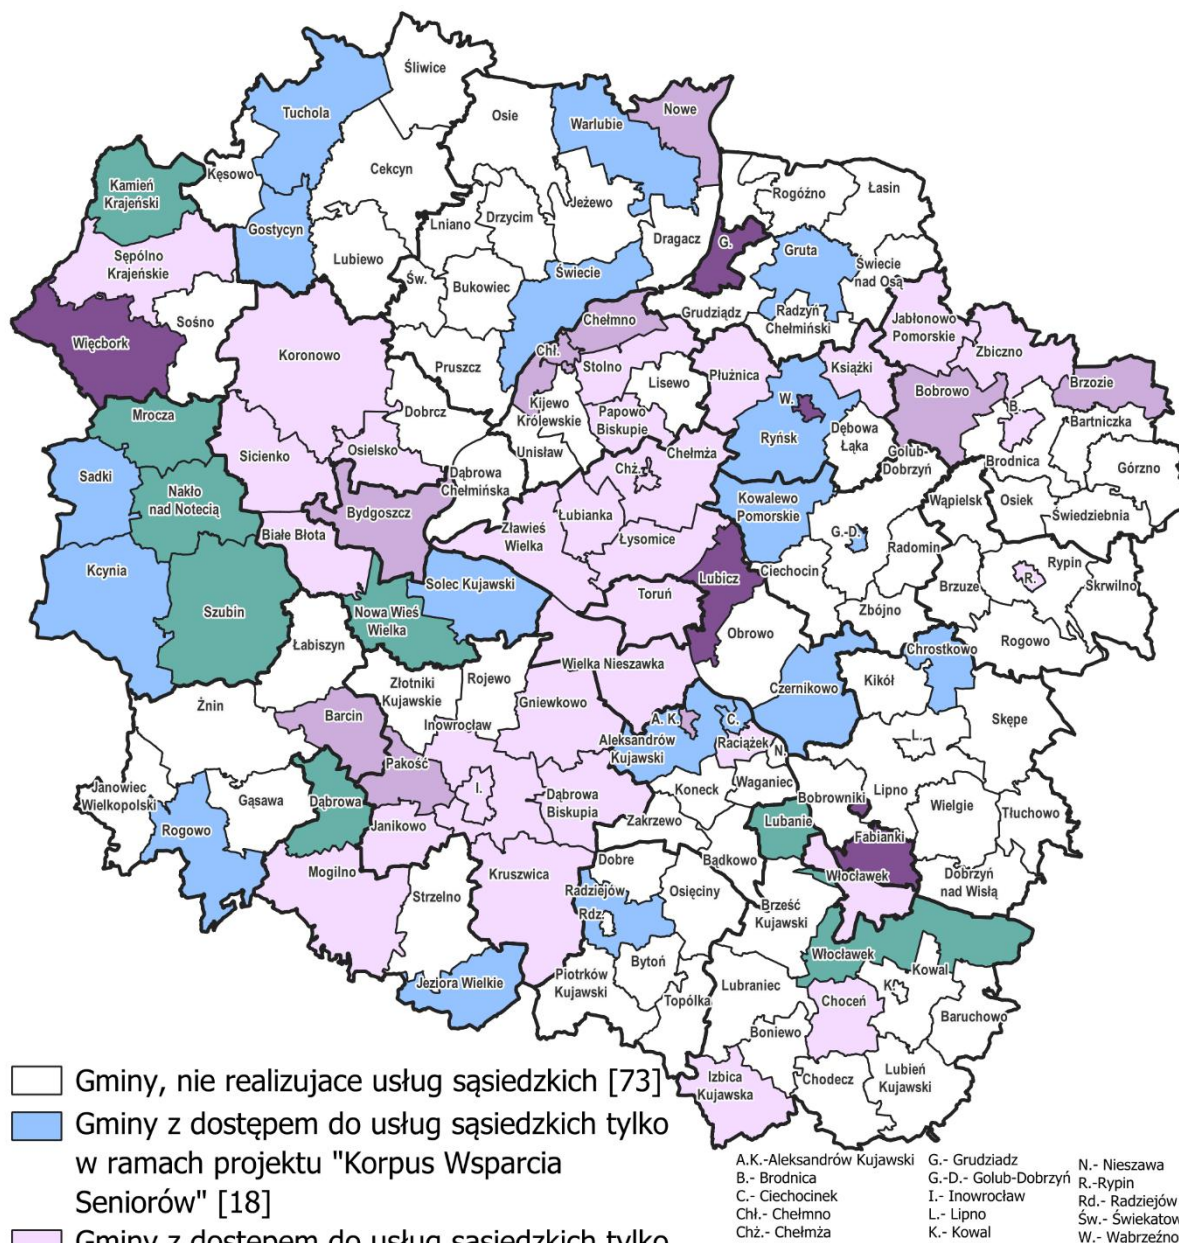 Śliwice
Tuchola
Osie
Warlubie
Nowe
Kęsowo
Cekcyn
Kamień
Krajeński
Rogóźno
Łasin
Jeżewo
Drzycim
Lniano
Gostycyn
Dragacz
G.
Gruta
Lubiewo
Sępólno
Krajeńskie
Świecie
Świecie
nad Osą
Św.
Bukowiec
Sośno
Grudziądz
Radzyń
Chełmiński
Chełmno
Jabłonowo
Pomorskie
Więcbork
Koronowo
Chł.
Zbiczno
Pruszcz
Stolno
Lisewo
Płużnica
Książki
Bobrowo
Brzozie
Mrocza
Dobrcz
Kijewo
Królewskie
Papowo
Biskupie
W.
B.
Bartniczka
Sicienko
Osielsko
Unisław
Chełmża
Ryńsk
Dębowa
Łąka
Golub-
Dobrzyń
Sadki
Dąbrowa
Chełmińska
Chż.
Brodnica
Górzno
Nakło
nad Notecią
Bydgoszcz
Łubianka
Kowalewo
Pomorskie
Wąpielsk
Osiek
Świedziebnia
Białe Błota
Zławieś
Wielka
Łysomice
G.-D.
Radomin
Kcynia
Solec Kujawski
Lubicz
Ciechocin
Brzuze
Rypin
R.
Skrwilno
Szubin
Nowa Wieś
Wielka
Toruń
Zbójno
Łabiszyn
Obrowo
Rogowo
Wielka Nieszawka
Chrostkowo
Złotniki
Kujawskie
Rojewo
Czernikowo
Kikół
Żnin
Gniewkowo
Barcin
Inowrocław
A. K.
C.
Skępe
Aleksandrów
Kujawski
Raciążek
N.
L.
Pakość
Janowiec
Wielkopolski
Gąsawa
Dąbrowa
I.
Dąbrowa
Biskupia
Koneck
Waganiec
Bobrowniki
Lipno
Wielgie
Tłuchowo
Rogowo
Janikowo
Zakrzewo
Lubanie
Fabianki
Mogilno
Kruszwica
Dobre
Bądkowo
Włocławek
Dobrzyń
nad Wisłą
Strzelno
Radziejów
Osięciny
Brześć
Kujawski
Rdz.
Włocławek
Bytoń
Kowal
Jeziora Wielkie
Piotrków
Kujawski
Lubraniec
K.
Topólka
Choceń
Baruchowo
Boniewo
Izbica
Kujawska
Chodecz
Lubień
Kujawski
Gminy, nie realizujace usług sąsiedzkich [73]
Gminy z dostępem do usług sąsiedzkich tylko
w ramach projektu "Korpus Wsparcia
Seniorów" [18]
Gminy z dostępem do usług sąsiedzkich tylko
A.K.-Aleksandrów Kujawski
B.- Brodnica
C.- Ciechocinek
Chł.- Chełmno
Chż.- Chełmża
G.- Grudziadz
G.-D.- Golub-Dobrzyń
I.- Inowrocław
L.- Lipno
K.- Kowal
N.- Nieszawa
R.-Rypin
Rd.- Radziejów
Św.- Świekatow
W.- Wąbrzeźno